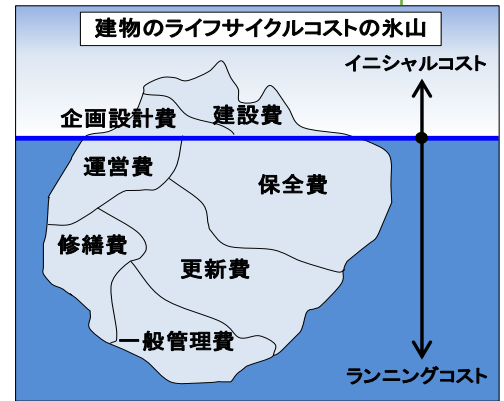 建物のライフサイクルコストの氷山
イニシャルコスト
企画設計費
建設費
運営費
保全費
修繕費
更新費
一般管理費
ランニングコスト